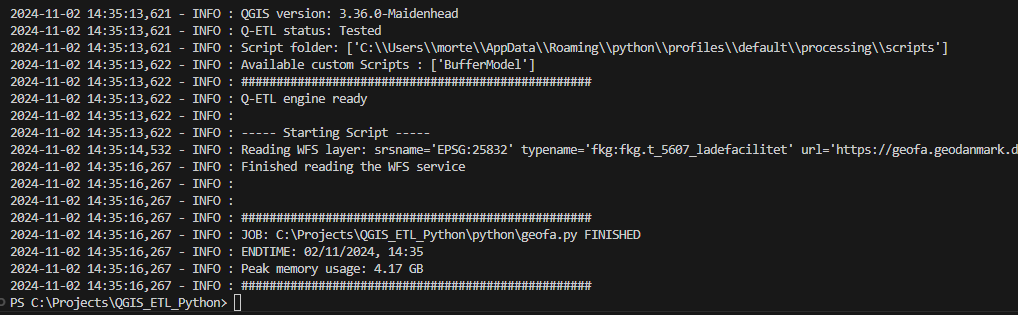 2024-11-02 14:35:13,621 - INFO : QGIS version: 3.36.0-Maidenhead
2024-11-02 14:35:13,621 - INFO : Q-ETL status: Tested
2024-11-02 14:35:13,621 - INFO : Script folder: ['C:\\Users\\morte\\AppData\\Roaming\\python\\profiles\\default\\processing\\scripts']
2024-11-02 14:35:13,622 - INFO : Available custom Scripts : ['BufferModel']
2024-11-02 14:35:13,622 - INFO : ##################################################
2024-11-02 14:35:13,622 - INFO : Q-ETL engine ready
2024-11-02 14:35:13,622 - INFO :
2024-11-02 14:35:13,622 - INFO : ----- Starting Script -----
2024-11-02 14:35:14,532 - INFO : Reading WFS layer: srsname='EPSG:25832' typename='fkg:fkg.t_5607_ladefacilitet' url='https://geofa.geodanmark.d
2024-11-02 14:35:16,267 - INFO : Finished reading the WFS service
2024-11-02 14:35:16,267 - INFO :
2024-11-02 14:35:16,267 - INFO :
2024-11-02 14:35:16,267 - INFO : ##################################################
2024-11-02 14:35:16,267 - INFO : JOB: C:\Projects\QGIS_ETL_Python\python\geofa.py FINISHED
2024-11-02 14:35:16,267 - INFO : ENDTIME: 02/11/2024, 14:35
2024-11-02 14:35:16,267 - INFO : Peak memory usage: 4.17 GB
2024-11-02 14:35:16,267 - INFO : ##################################################
PS C:\Projects\QGIS_ETL_Python>